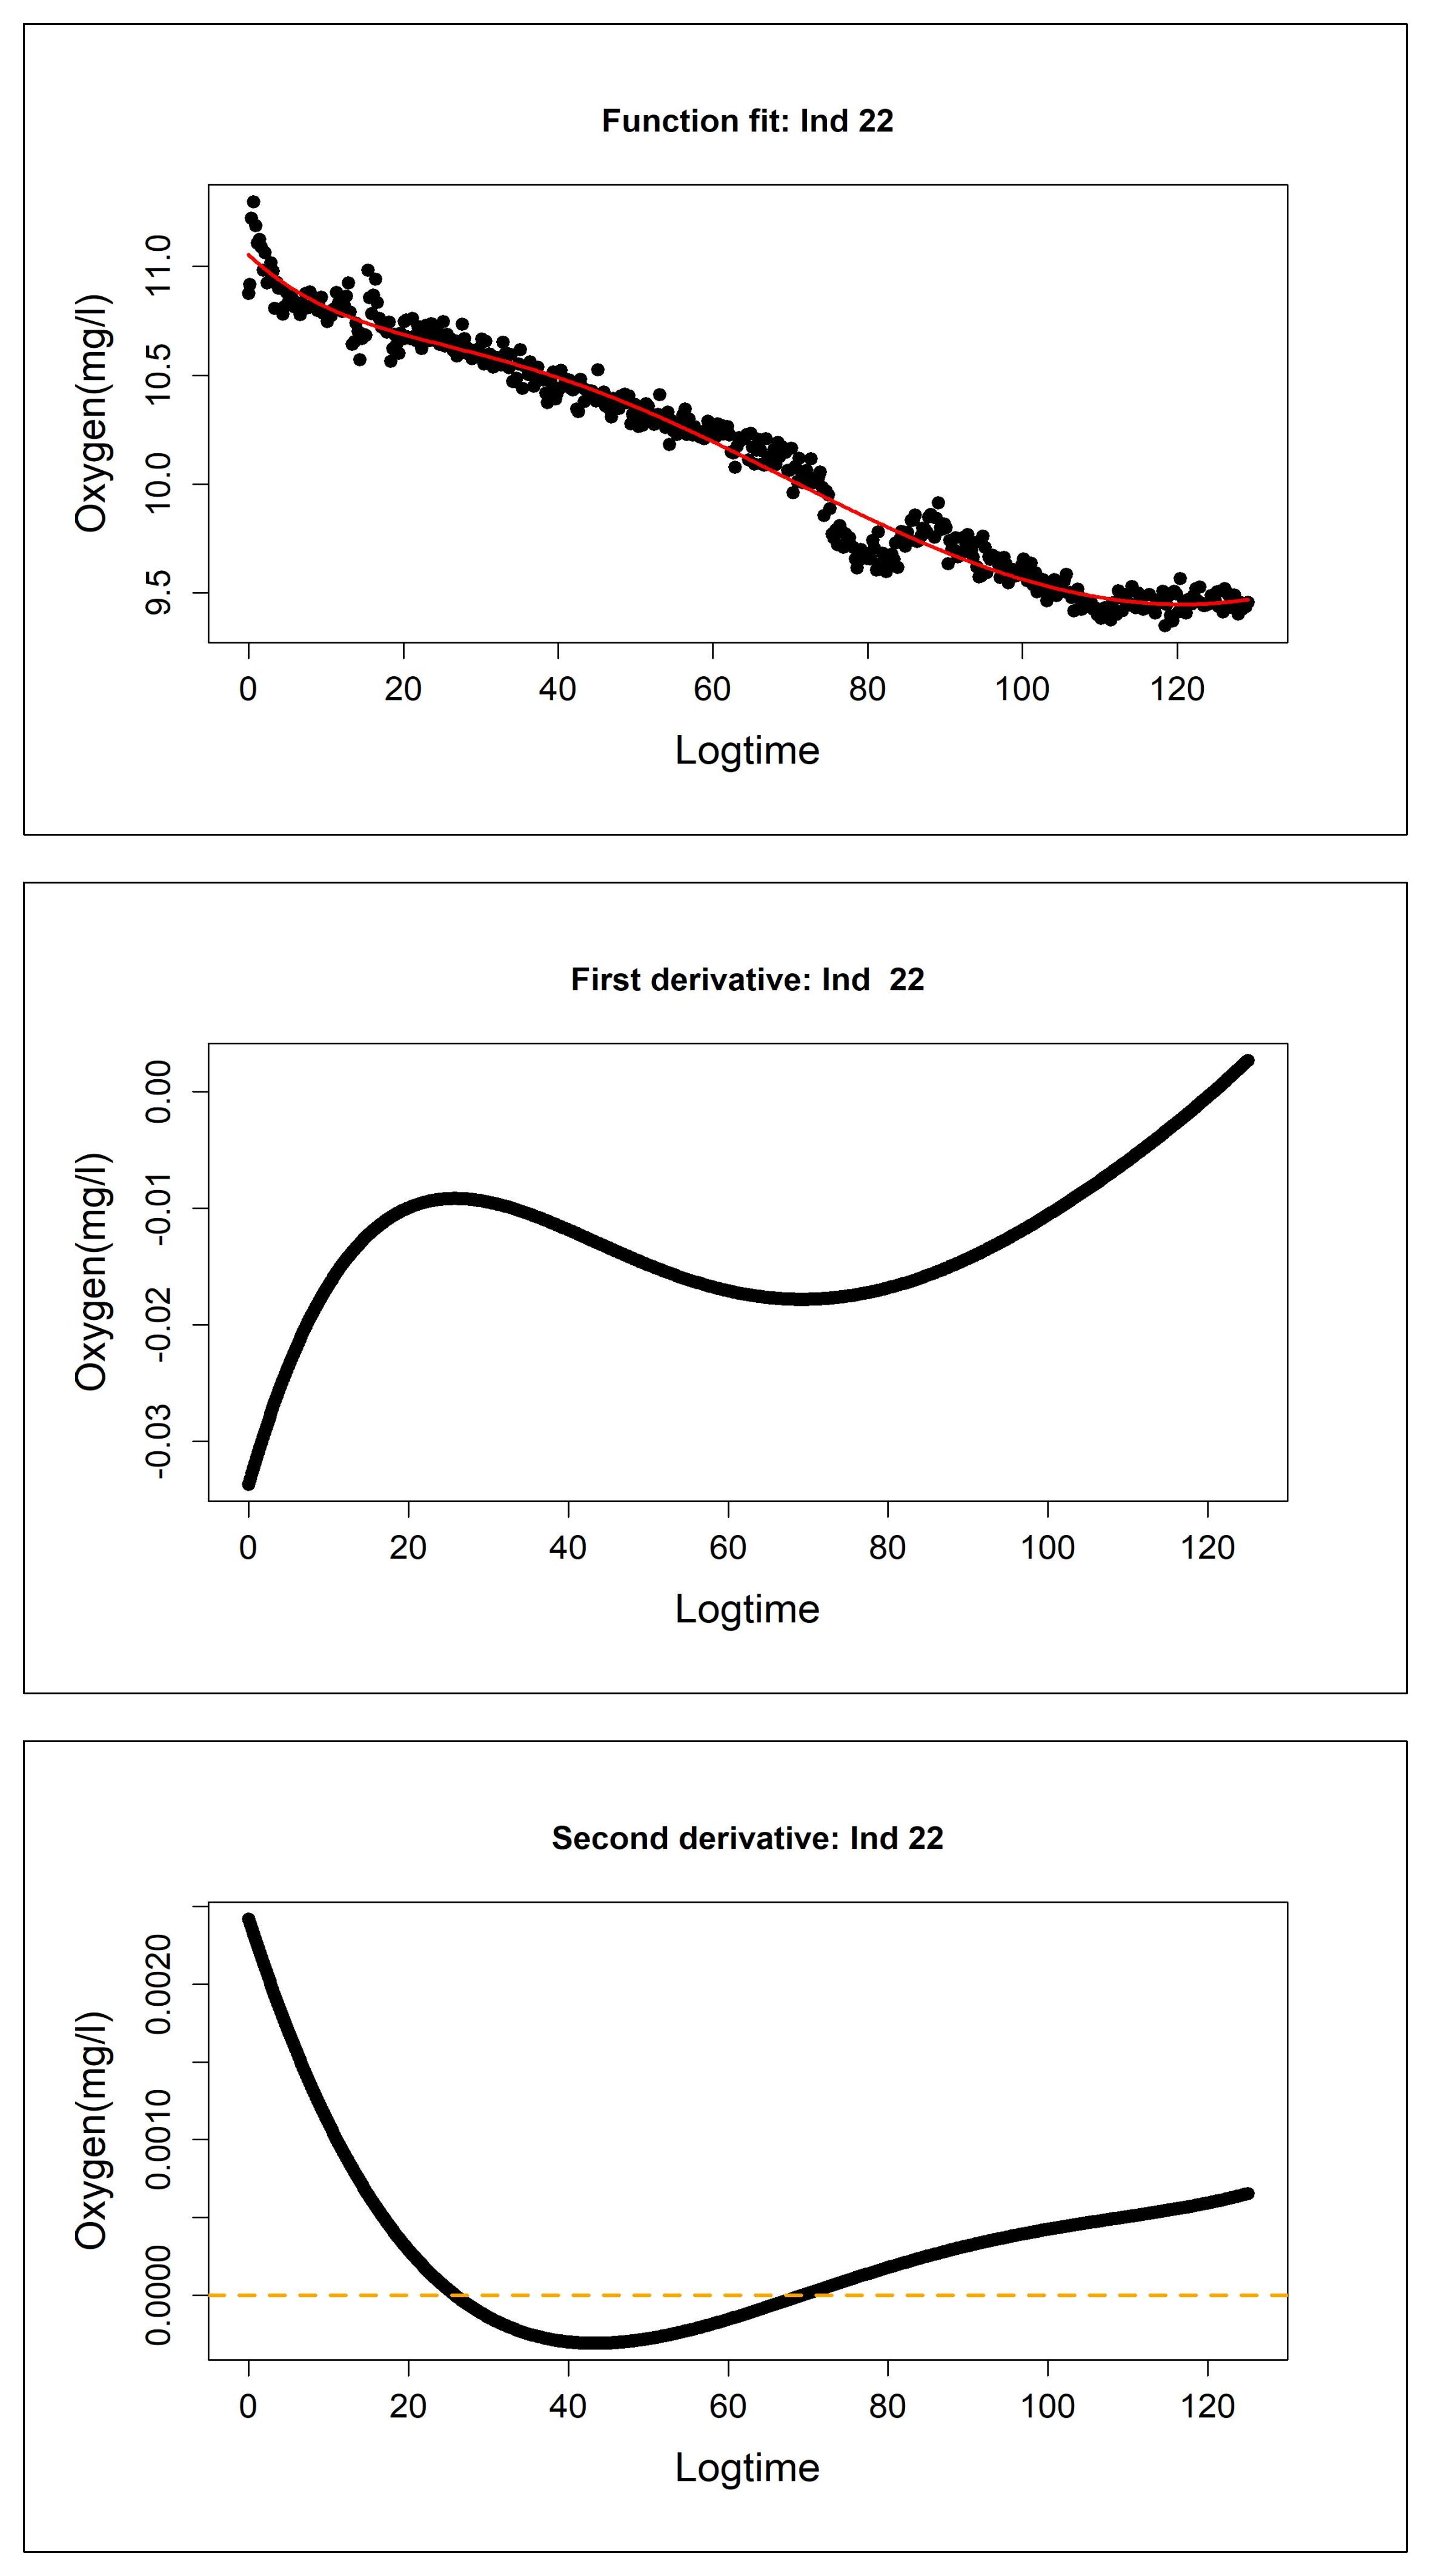 Function fit: Ind 22
11.0
10.5
10.0
9.5
Oxygen(mg/l)
0 20 40 60 80 100 120
Logtime
First derivative: Ind  22
0.00
-0.01
-0.02
-0.03
Oxygen(mg/l)
0 20 40 60 80 100 120
Logtime
Second derivative: Ind 22
0.0020
0.0010
0.0000
Oxygen(mg/l)
0 20 40 60 80 100 120
Logtime